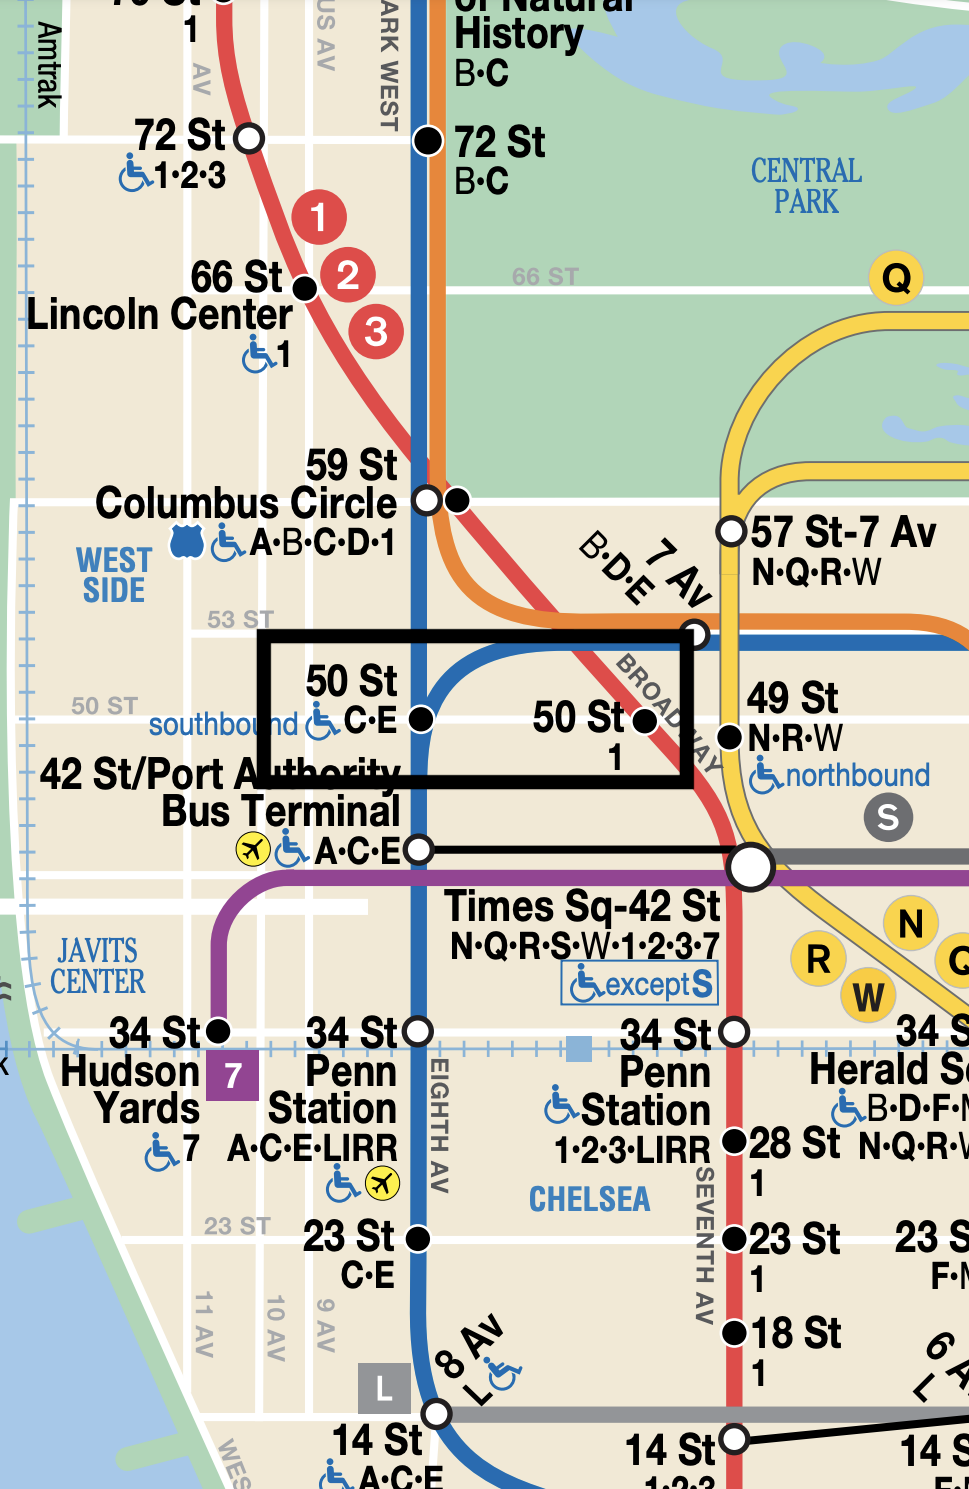 of Natural
History
B•C
1
Amtrak
AV
US AV
ARK WEST
72 St
1•2•3
72 St
B•C
CENTRAL
PARK
1
2
3
66 St
Lincoln Center
1
66 ST
Q
59 St
Columbus Circle
A•B•C•D•1
WEST
SIDE
57 St-7 Av
N•Q•R•W
7 Av
B•D•E
53 ST
50 ST
50 St
southbound C•E
50 St
1
BROADWAY
49 St
N•R•W
northbound
42 St/Port Authority
Bus Terminal
A•C•E
S
Times Sq-42 St
N•Q•R•S•W•1•2•3•7
except S
R
W
N
Q
JAVITS
CENTER
34 St
Hudson
Yards
7
7
34 St
Penn
Station
A•C•E•LIRR
EIGHTH AV
34 St
Penn
Station
1•2•3•LIRR
34 S
Herald Sq
B•D•F•M
N•Q•R•W
28 St
1
CHELSEA
SEVENTH AV
23 ST
23 St
C•E
23 St
1
23 S
F•M
11 AV
10 AV
9 AV
18 St
1
8 Av
L
L
6 A
L
14 St
A•C•E
14 St
1•2•3
14 S
WES